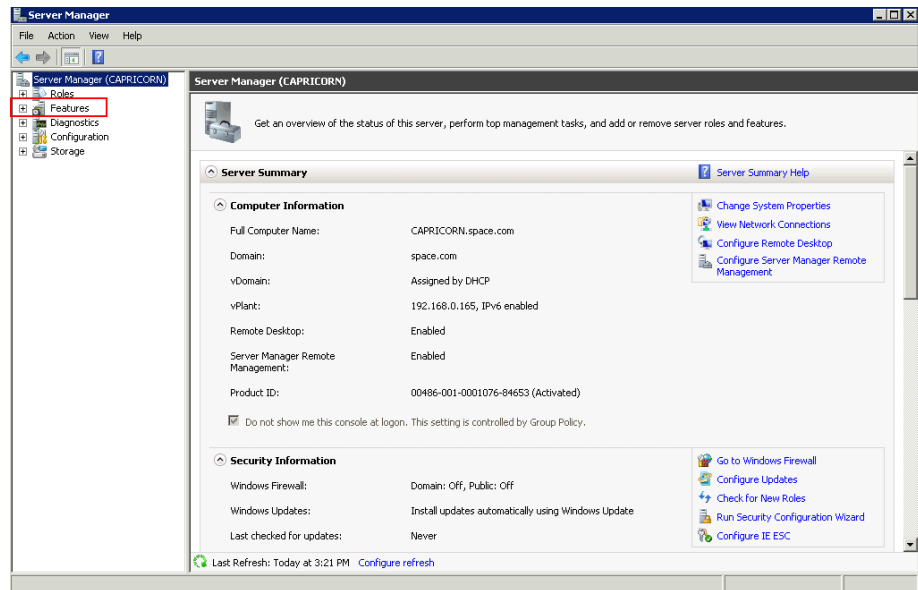 Server Manager
File Action View Help
Server Manager (CAPRICORN)
Roles
Features
Diagnostics
Configuration
Storage
Server Manager (CAPRICORN)
Get an overview of the status of this server, perform top management tasks, and add or remove server roles and features.
Server Summary
Server Summary Help
Computer Information
Full Computer Name: CAPRICORN.space.com
Domain: space.com
vDomain: Assigned by DHCP
vPlant: 192.168.0.165, IPv6 enabled
Remote Desktop: Enabled
Server Manager Remote Enabled
Management:
Product ID: 00486-001-0001076-84653 (Activated)
Do not show me this console at logon. This setting is controlled by Group Policy.
Change System Properties
View Network Connections
Configure Remote Desktop
Configure Server Manager Remote
Management
Security Information
Windows Firewall: Domain: Off, Public: Off
Windows Updates: Install updates automatically using Windows Update
Last checked for updates: Never
Go to Windows Firewall
Configure Updates
Check for New Roles
Run Security Configuration Wizard
Configure IE ESC
Last Refresh: Today at 3:21 PM Configure refresh